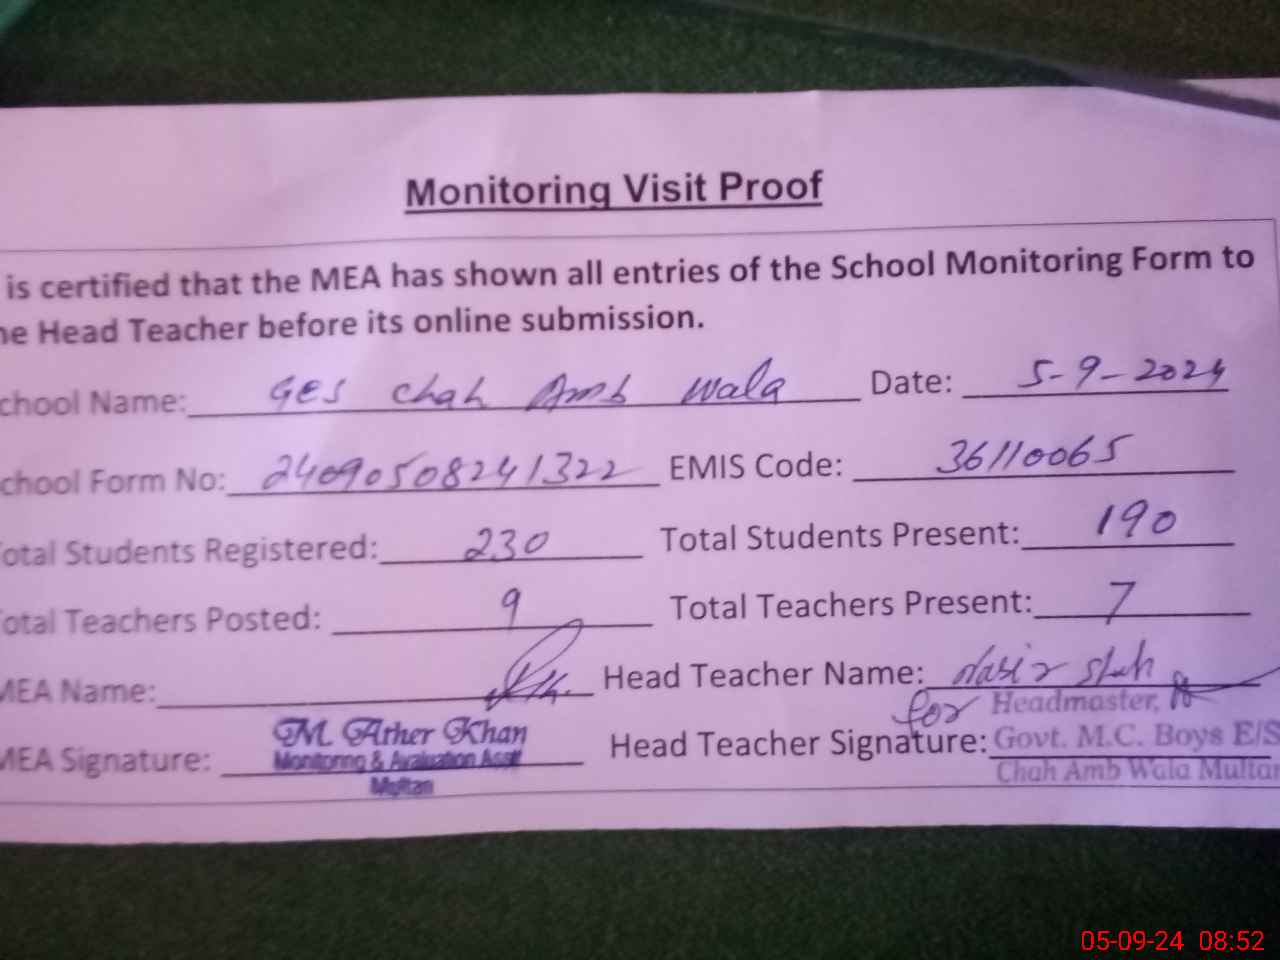 Monitoring Visit Proof
is certified that the MEA has shown all entries of the School Monitoring Form to
he Head Teacher before its online submission.
chool Name: GES Chah Amb Wala Date: 5-9-2024
chool Form No: 24090508241322 EMIS Code: 36110065
otal Students Registered: 230 Total Students Present: 190
otal Teachers Posted: 9 Total Teachers Present: 7
MEA Name: Head Teacher Name: Nasir Shah
for Headmaster,
MEA Signature: M. Ather Khan Head Teacher Signature: Govt. M.C. Boys E/S
Monitoring & Avaluation Asstt Chah Amb Wala Multan
Multan
05-09-24 08:52